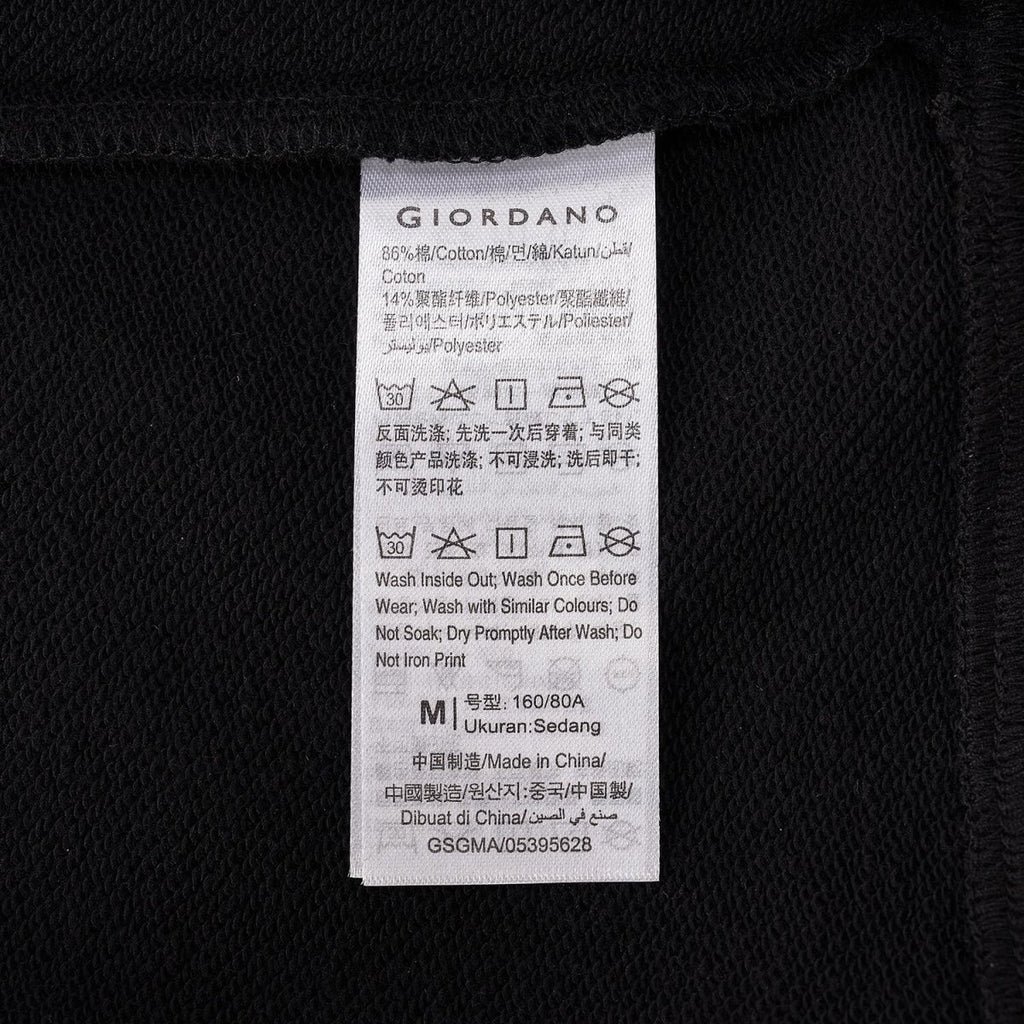 GIORDANO
86%棉/Cotton/棉/면/綿/Katun/قطن/
Coton
14%聚酯纤维/Polyester/聚酯纖維/
폴리에스터/ポリエステル/Poliester/
بوليستر/Polyester
30
反面洗涤; 先洗一次后穿着; 与同类
颜色产品洗涤; 不可浸洗; 洗后即干;
不可烫印花
30
Wash Inside Out; Wash Once Before
Wear; Wash with Similar Colours; Do
Not Soak; Dry Promptly After Wash; Do
Not Iron Print
M 号型: 160/80A
Ukuran:Sedang
中国制造/Made in China/
中國製造/원산지:중국/中国製/
Dibuat di China/صنع في الصين
GSGMA/05395628